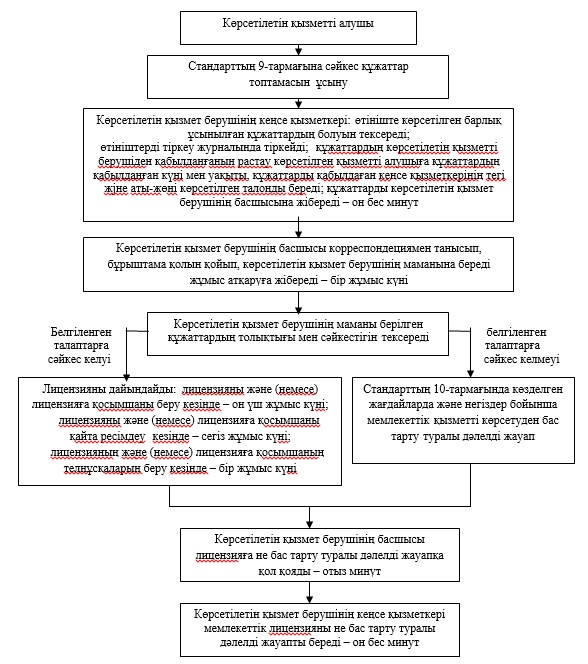 Көрсетілетін қызметті алушы
Стандарттың 9-тармағына сәйкес құжаттар
топтамасын ұсыну
Көрсетілетін қызмет берушінің кеңсе қызметкері: өтініште көрсетілген барлық
ұсынылған құжаттардың болуын тексереді;
өтініштерді тіркеу журналында тіркейді; құжаттардың көрсетілетін қызметті
берушіден қабылданғанын растау көрсетілген қызметті алушыға құжаттардың
қабылданған күні мен уақыты, құжаттарды қабылдаған кеңсе қызметкерінің тегі
жіне аты-жөні көрсетілген талонды береді; құжаттарды көрсетілетін қызмет
берушінің басшысына жібереді – он бес минут
Көрсетілетін қызмет берушінің басшысы корреспонденциямен танысып,
бұрыштама қолын қойып, көрсетілетін қызмет берушінің маманына береді
жұмыс атқаруға жібереді – бір жұмыс күні
Көрсетілетін қызмет берушінің маманы берілген
құжаттардың толықтығы мен сәйкестігін тексереді
Белгіленген
талаптарға
сәйкес келуі
белгіленген
талаптарға
сәйкес келмеуі
Лицензияны дайындайды: лицензияны және (немесе)
лицензияға қосымшаны беру кезінде – он үш жұмыс күні;
лицензияны және (немесе) лицензияға қосымшаны
қайта ресімдеу кезінде – сегіз жұмыс күні;
лицензияның және (немесе) лицензияға қосымшаның
телнұсқаларын беру кезінде – бір жұмыс күні
Стандарттың 10-тармағында көзделген
жағдайларда және негіздер бойынша
мемлекеттік қызметті көрсетуден бас
тарту туралы дәлелді жауап
Көрсетілетін қызмет берушінің басшысы
лицензияға не бас тарту туралы дәлелді жауапқа
қол қояды – отыз минут
Көрсетілетін қызмет берушінің кеңсе қызметкері
мемлекеттік лицензияны не бас тарту туралы
дәлелді жауапты береді – он бес минут